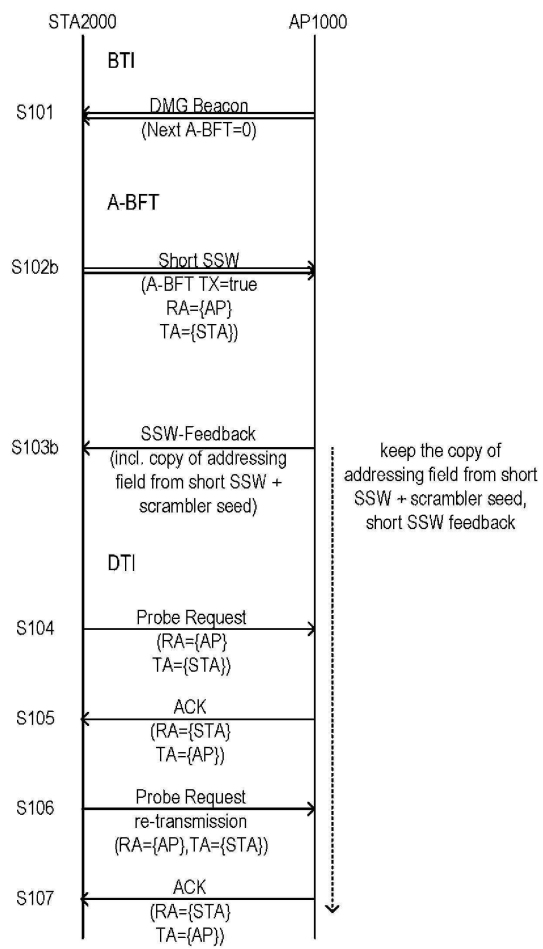 STA2000
AP1000
BTI
S101
DMG Beacon
(Next A-BFT=0)
A-BFT
S102b
Short SSW
(A-BFT TX=true
RA={AP}
TA={STA})
S103b
SSW-Feedback
(incl. copy of addressing
field from short SSW +
scrambler seed)
keep the copy of
addressing field from short
SSW + scrambler seed,
short SSW feedback
DTI
S104
Probe Request
(RA={AP}
TA={STA})
S105
ACK
(RA={STA}
TA={AP})
S106
Probe Request
re-transmission
(RA={AP},TA={STA})
S107
ACK
(RA={STA}
TA={AP})